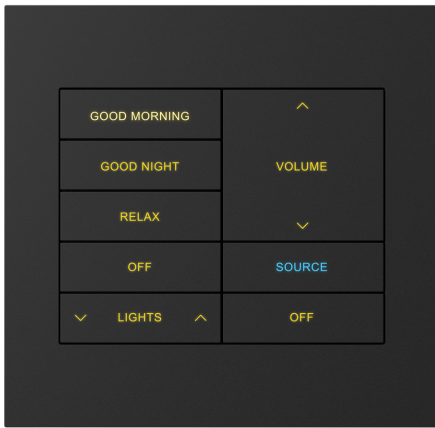 GOOD MORNING
GOOD NIGHT
RELAX
OFF
LIGHTS
VOLUME
SOURCE
OFF